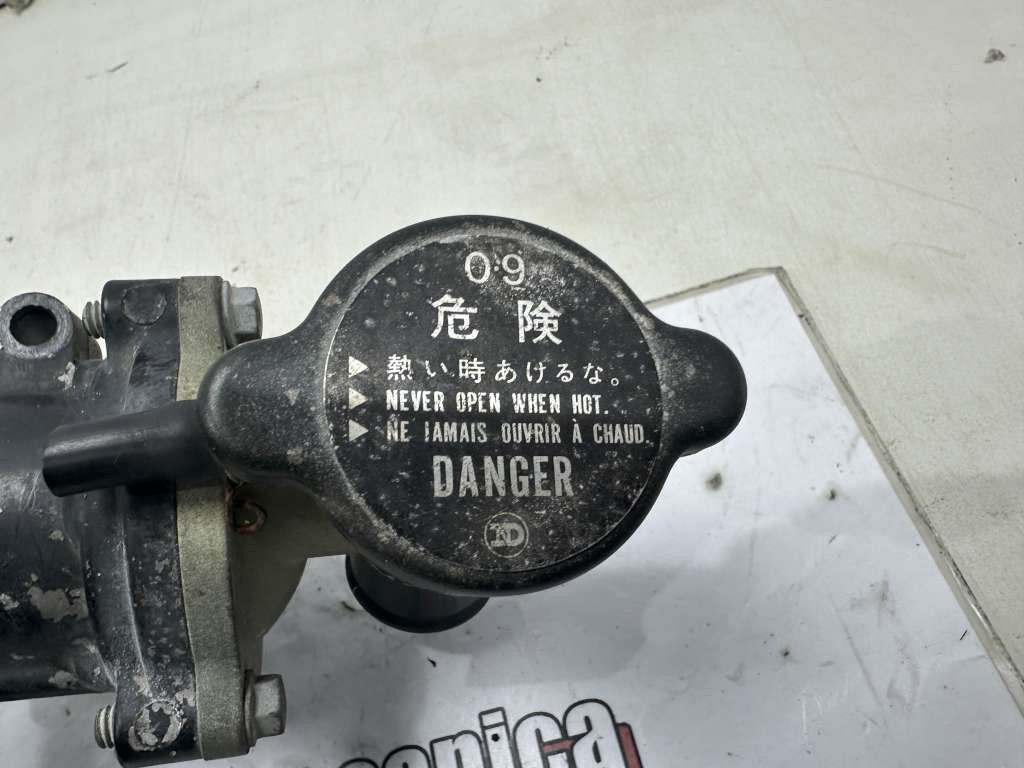 0.9
危険
▶ 熱い時あけるな。
▶ NEVER OPEN WHEN HOT.
▶ NE JAMAIS OUVRIR À CHAUD.
DANGER
ND